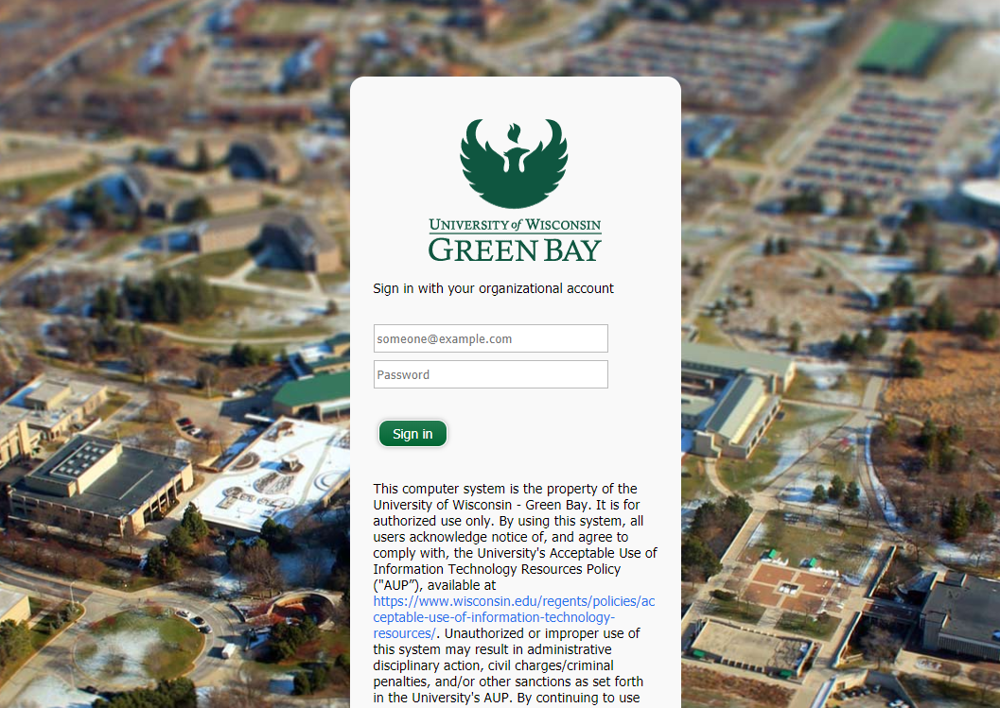 UNIVERSITY of WISCONSIN
GREEN BAY
Sign in with your organizational account
someone@example.com
Password
Sign in
This computer system is the property of the
University of Wisconsin - Green Bay. It is for
authorized use only. By using this system, all
users acknowledge notice of, and agree to
comply with, the University's Acceptable Use of
Information Technology Resources Policy
("AUP”), available at
https://www.wisconsin.edu/regents/policies/ac
ceptable-use-of-information-technology-
resources/. Unauthorized or improper use of
this system may result in administrative
disciplinary action, civil charges/criminal
penalties, and/or other sanctions as set forth
in the University's AUP. By continuing to use